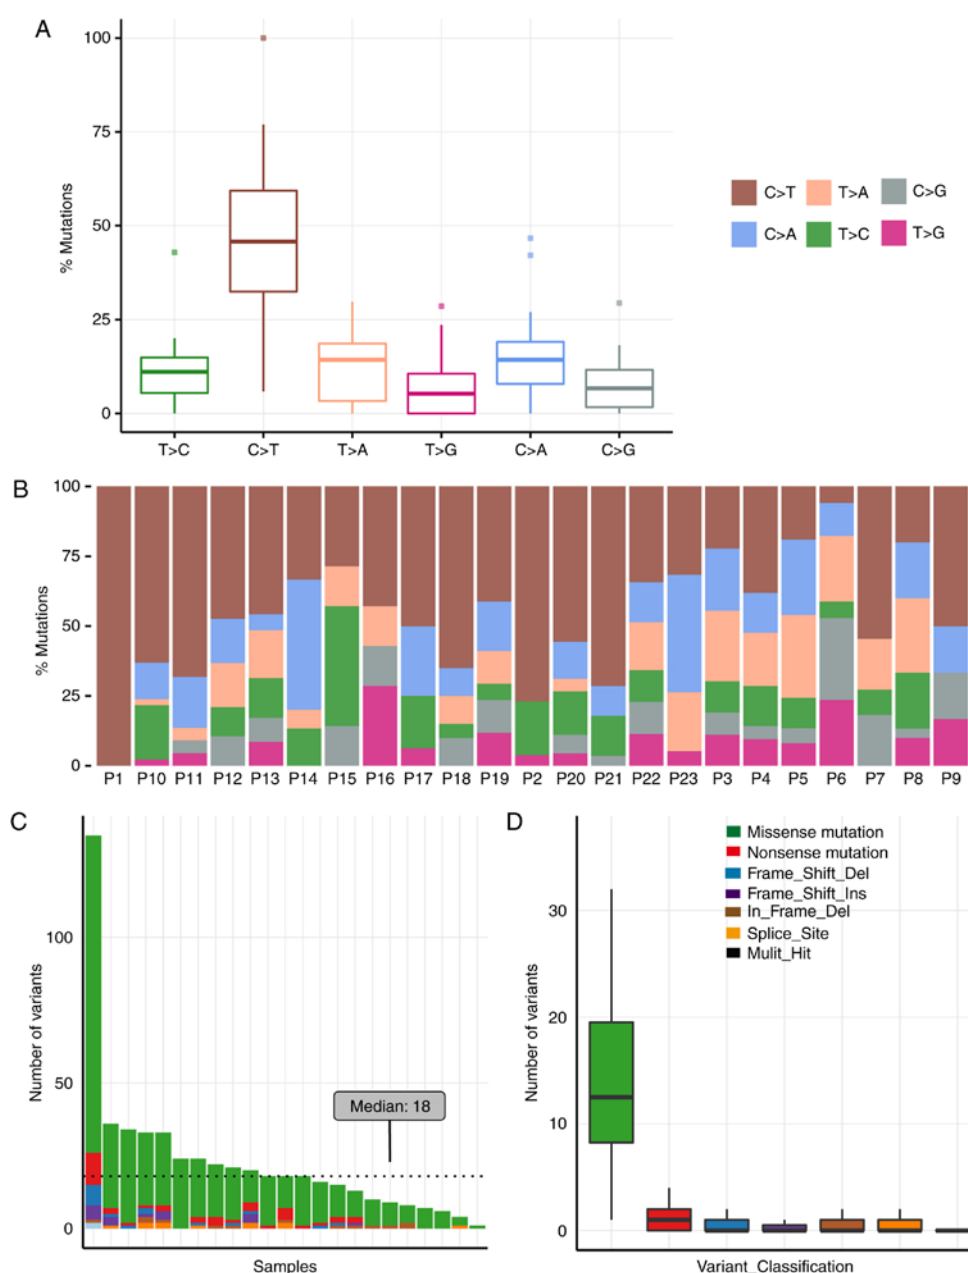 A
100
75
50
25
0
% Mutations
T>C C>T T>A T>G C>A C>G
C>T T>A C>G
C>A T>C T>G
B
100
75
50
25
0
% Mutations
P1 P10 P11 P12 P13 P14 P15 P16 P17 P18 P19 P2 P20 P21 P22 P23 P3 P4 P5 P6 P7 P8 P9
C
100
50
0
Number of variants
Median: 18
Samples
D
Missense mutation
Nonsense mutation
Frame_Shift_Del
Frame_Shift_Ins
In_Frame_Del
Splice_Site
Mulit_Hit
30
20
10
0
Number of variants
Variant_Classification